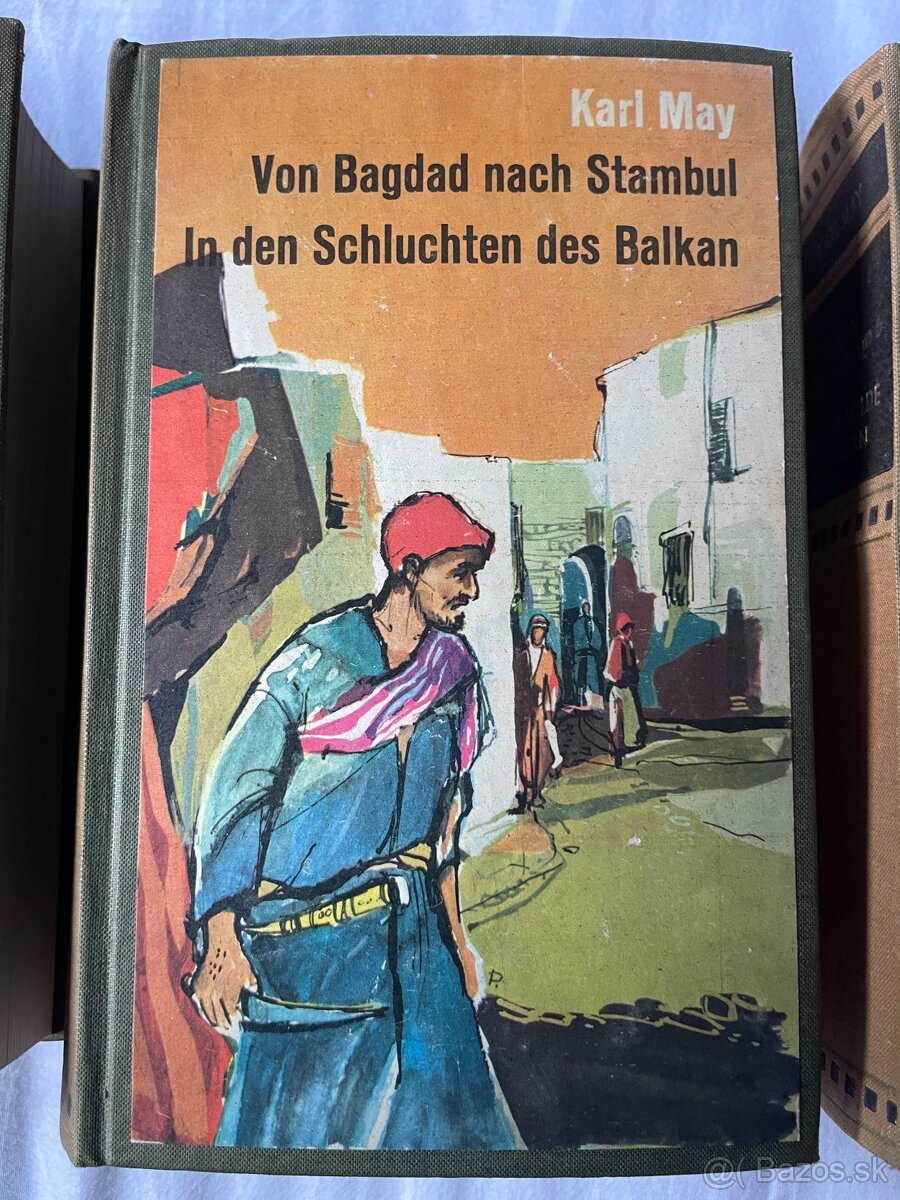 Karl May
Von Bagdad nach Stambul
In den Schluchten des Balkan
P.
@( Bazos.sk